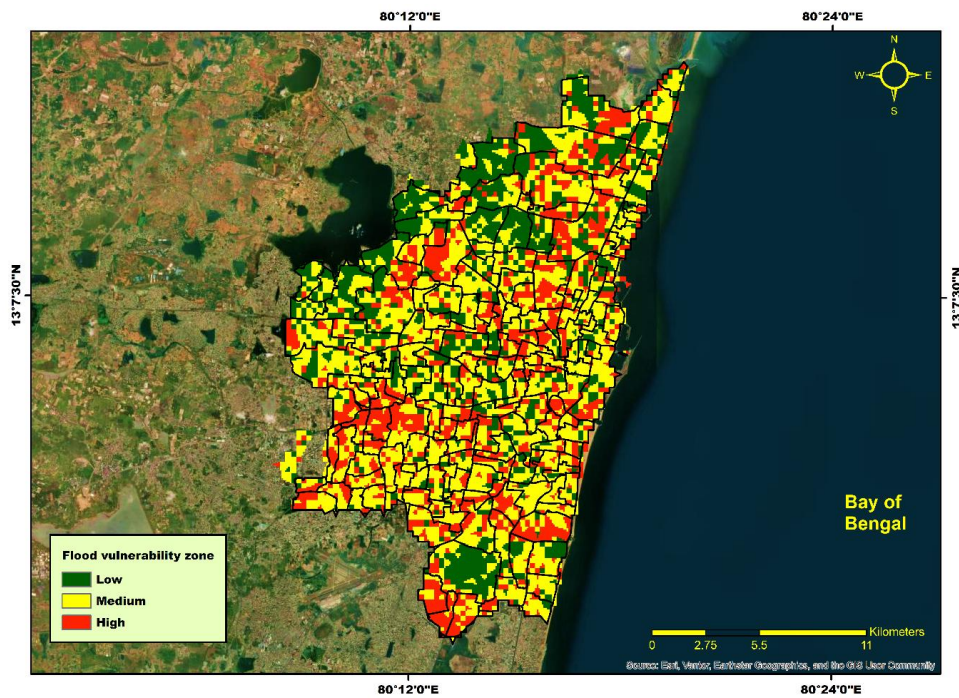 80°12'0"E
80°24'0"E
N
W
E
S
13°7'30"N
13°7'30"N
Bay of
Bengal
Flood vulnerability zone
Low
Medium
High
Kilometers
0
2.75
5.5
11
Source: Esri, Vantor, Earthstar Geographics, and the GIS User Community
80°12'0"E
80°24'0"E